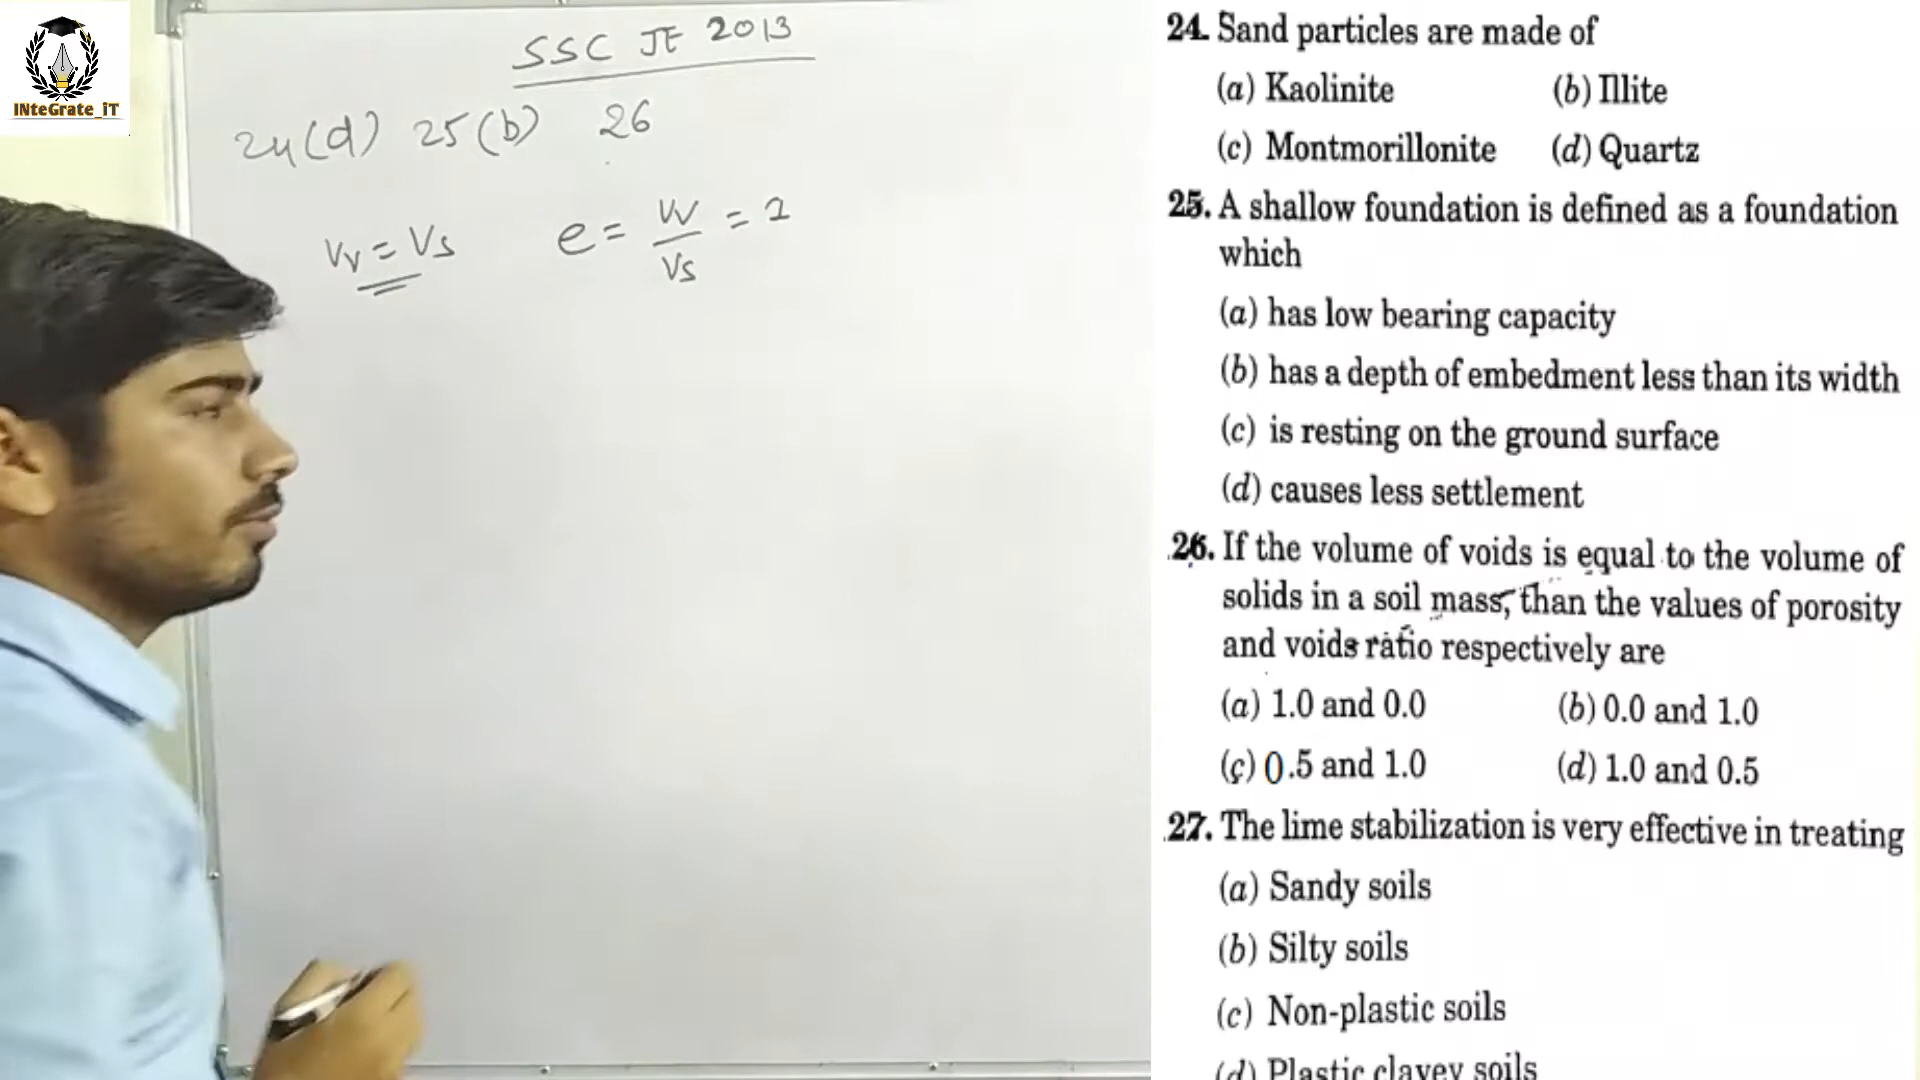 INteGrate_iT
SSC JE 2013
24(d) 25(b) 26
Vv = Vs e = Vv/Vs = 1
24. Sand particles are made of
(a) Kaolinite (b) Illite
(c) Montmorillonite (d) Quartz
25. A shallow foundation is defined as a foundation
which
(a) has low bearing capacity
(b) has a depth of embedment less than its width
(c) is resting on the ground surface
(d) causes less settlement
26. If the volume of voids is equal to the volume of
solids in a soil mass, than the values of porosity
and voids ratio respectively are
(a) 1.0 and 0.0 (b) 0.0 and 1.0
(c) 0.5 and 1.0 (d) 1.0 and 0.5
27. The lime stabilization is very effective in treating
(a) Sandy soils
(b) Silty soils
(c) Non-plastic soils
(d) Plastic clayey soils